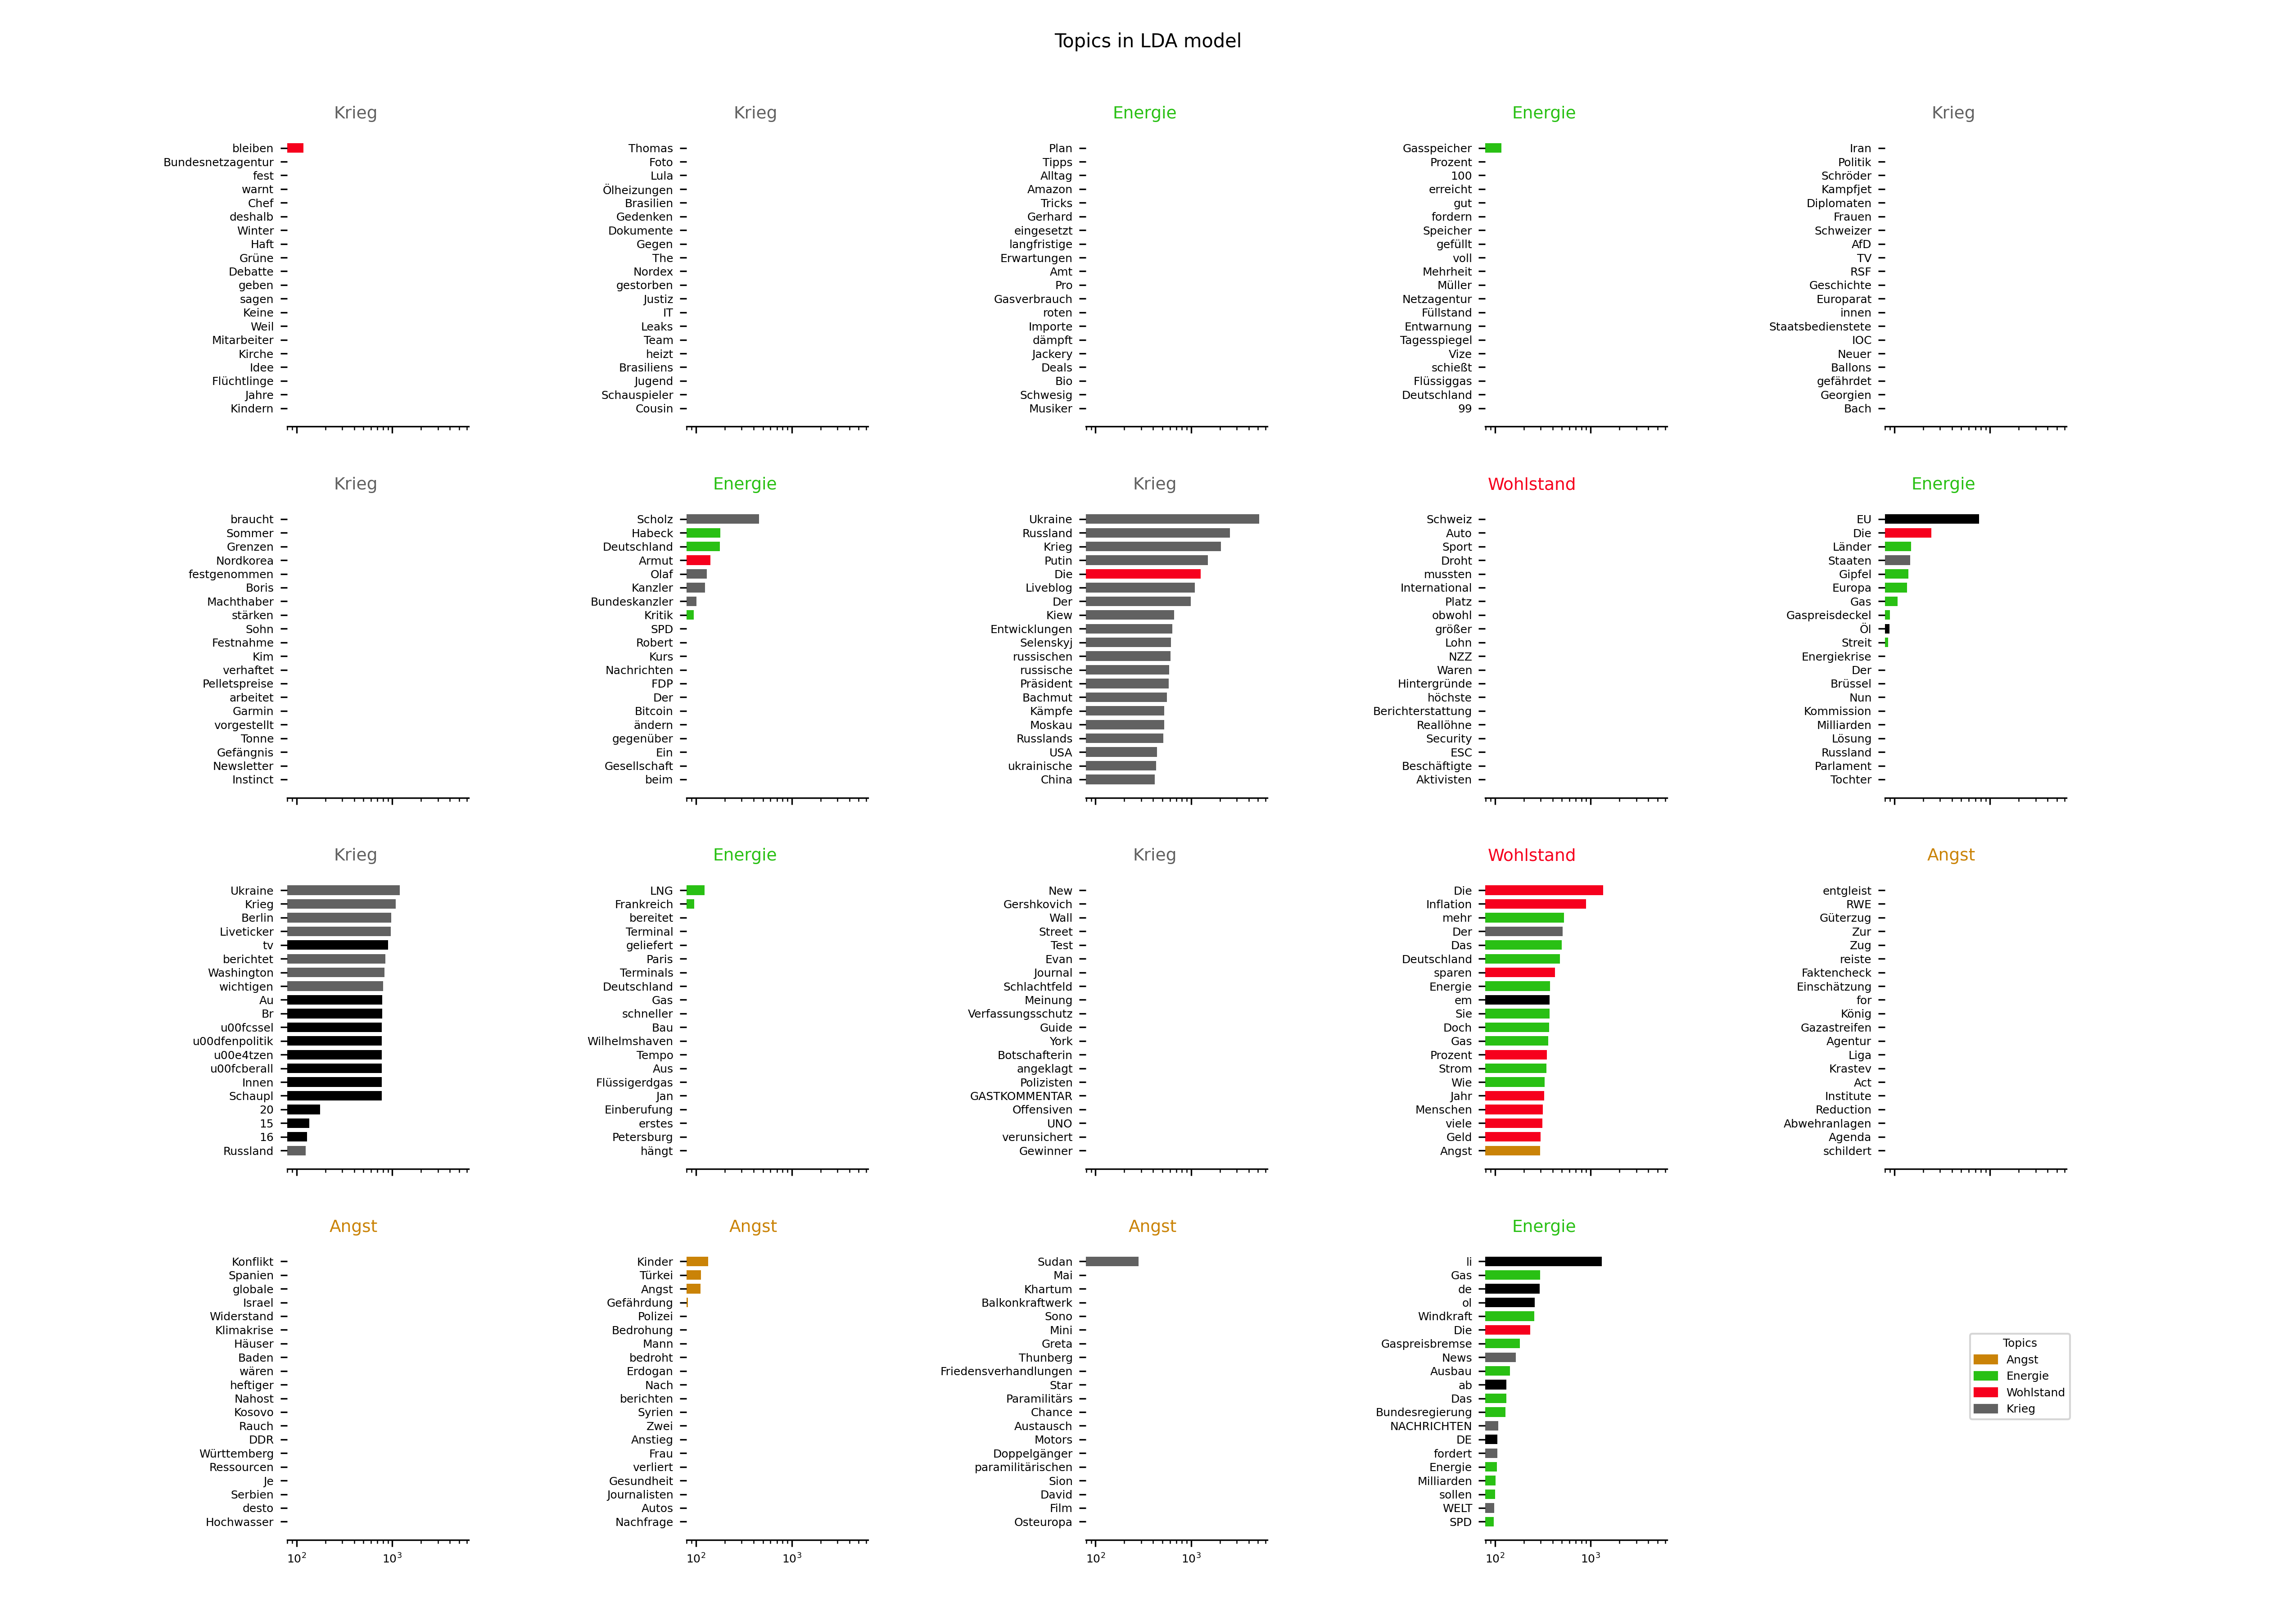 Topics in LDA model
Krieg
bleiben
Bundesnetzagentur
fest
warnt
Chef
deshalb
Winter
Haft
Grüne
Debatte
geben
sagen
Keine
Weil
Mitarbeiter
Kirche
Idee
Flüchtlinge
Jahre
Kindern
Krieg
Thomas
Foto
Lula
Ölheizungen
Brasilien
Gedenken
Dokumente
Gegen
The
Nordex
gestorben
Justiz
IT
Leaks
Team
heizt
Brasiliens
Jugend
Schauspieler
Cousin
Energie
Plan
Tipps
Alltag
Amazon
Tricks
Gerhard
eingesetzt
langfristige
Erwartungen
Amt
Pro
Gasverbrauch
roten
Importe
dämpft
Jackery
Deals
Bio
Schwesig
Musiker
Energie
Gasspeicher
Prozent
100
erreicht
gut
fordern
Speicher
gefüllt
voll
Mehrheit
Müller
Netzagentur
Füllstand
Entwarnung
Tagesspiegel
Vize
schießt
Flüssiggas
Deutschland
99
Krieg
Iran
Politik
Schröder
Kampfjet
Diplomaten
Frauen
Schweizer
AfD
TV
RSF
Geschichte
Europarat
innen
Staatsbedienstete
IOC
Neuer
Ballons
gefährdet
Georgien
Bach
Krieg
braucht
Sommer
Grenzen
Nordkorea
festgenommen
Boris
Machthaber
stärken
Sohn
Festnahme
Kim
verhaftet
Pelletspreise
arbeitet
Garmin
vorgestellt
Tonne
Gefängnis
Newsletter
Instinct
Energie
Scholz
Habeck
Deutschland
Armut
Olaf
Kanzler
Bundeskanzler
Kritik
SPD
Robert
Kurs
Nachrichten
FDP
Der
Bitcoin
ändern
gegenüber
Ein
Gesellschaft
beim
Krieg
Ukraine
Russland
Krieg
Putin
Die
Liveblog
Der
Kiew
Entwicklungen
Selenskyj
russischen
russische
Präsident
Bachmut
Kämpfe
Moskau
Russlands
USA
ukrainische
China
Wohlstand
Schweiz
Auto
Sport
Droht
mussten
International
Platz
obwohl
größer
Lohn
NZZ
Waren
Hintergründe
höchste
Berichterstattung
Reallöhne
Security
ESC
Beschäftigte
Aktivisten
Energie
EU
Die
Länder
Staaten
Gipfel
Europa
Gas
Gaspreisdeckel
Öl
Streit
Energiekrise
Der
Brüssel
Nun
Kommission
Milliarden
Lösung
Russland
Parlament
Tochter
Krieg
Ukraine
Krieg
Berlin
Liveticker
tv
berichtet
Washington
wichtigen
Au
Br
u00fcssel
u00dfenpolitik
u00e4tzen
u00fcberall
Innen
Schaupl
20
15
16
Russland
Energie
LNG
Frankreich
bereitet
Terminal
geliefert
Paris
Terminals
Deutschland
Gas
schneller
Bau
Wilhelmshaven
Tempo
Aus
Flüssigerdgas
Jan
Einberufung
erstes
Petersburg
hängt
Krieg
New
Gershkovich
Wall
Street
Test
Evan
Journal
Schlachtfeld
Meinung
Verfassungsschutz
Guide
York
Botschafterin
angeklagt
Polizisten
GASTKOMMENTAR
Offensiven
UNO
verunsichert
Gewinner
Wohlstand
Die
Inflation
mehr
Der
Das
Deutschland
sparen
Energie
em
Sie
Doch
Gas
Prozent
Strom
Wie
Jahr
Menschen
viele
Geld
Angst
Angst
entgleist
RWE
Güterzug
Zur
Zug
reiste
Faktencheck
Einschätzung
for
König
Gazastreifen
Agentur
Liga
Krastev
Act
Institute
Reduction
Abwehranlagen
Agenda
schildert
Angst
Konflikt
Spanien
globale
Israel
Widerstand
Klimakrise
Häuser
Baden
wären
heftiger
Nahost
Kosovo
Rauch
DDR
Württemberg
Ressourcen
Je
Serbien
desto
Hochwasser
10²
10³
Angst
Kinder
Türkei
Angst
Gefährdung
Polizei
Bedrohung
Mann
bedroht
Erdogan
Nach
berichten
Syrien
Zwei
Anstieg
Frau
verliert
Gesundheit
Journalisten
Autos
Nachfrage
10²
10³
Angst
Sudan
Mai
Khartum
Balkonkraftwerk
Sono
Mini
Greta
Thunberg
Friedensverhandlungen
Star
Paramilitärs
Chance
Austausch
Motors
Doppelgänger
paramilitärischen
Sion
David
Film
Osteuropa
10²
10³
Energie
li
Gas
de
ol
Windkraft
Die
Gaspreisbremse
News
Ausbau
ab
Das
Bundesregierung
NACHRICHTEN
DE
fordert
Energie
Milliarden
sollen
WELT
SPD
10²
10³
Topics
Angst
Energie
Wohlstand
Krieg